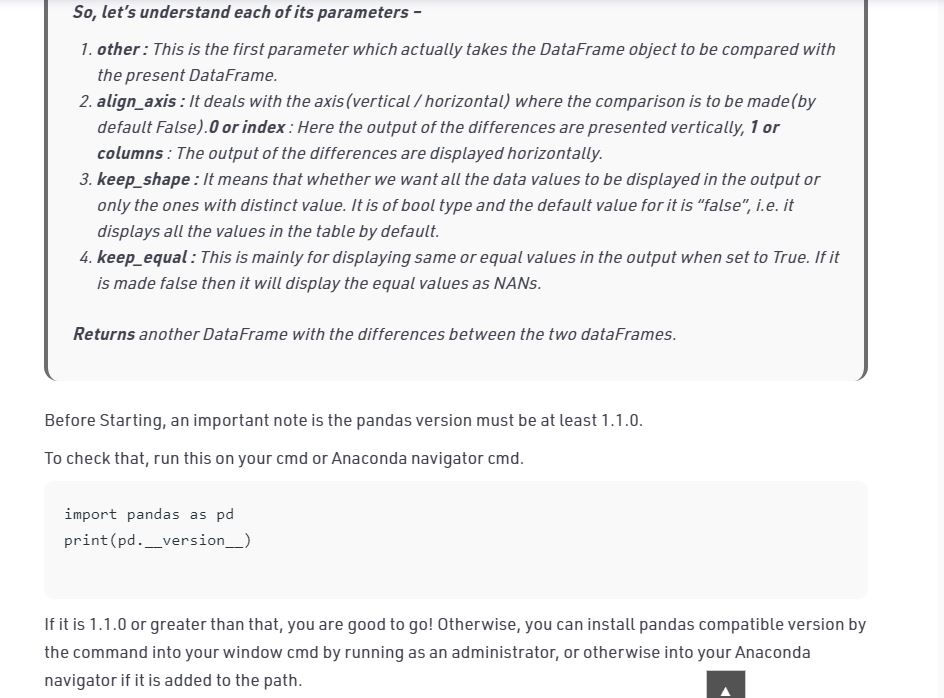 So, let's understand each of its parameters –
1. other : This is the first parameter which actually takes the DataFrame object to be compared with
the present DataFrame.
2. align_axis : It deals with the axis(vertical / horizontal) where the comparison is to be made(by
default False).0 or index : Here the output of the differences are presented vertically, 1 or
columns : The output of the differences are displayed horizontally.
3. keep_shape : It means that whether we want all the data values to be displayed in the output or
only the ones with distinct value. It is of bool type and the default value for it is “false”, i.e. it
displays all the values in the table by default.
4. keep_equal : This is mainly for displaying same or equal values in the output when set to True. If it
is made false then it will display the equal values as NANs.
Returns another DataFrame with the differences between the two dataFrames.
Before Starting, an important note is the pandas version must be at least 1.1.0.
To check that, run this on your cmd or Anaconda navigator cmd.
import pandas as pd
print(pd.__version__)
If it is 1.1.0 or greater than that, you are good to go! Otherwise, you can install pandas compatible version by
the command into your window cmd by running as an administrator, or otherwise into your Anaconda
navigator if it is added to the path.